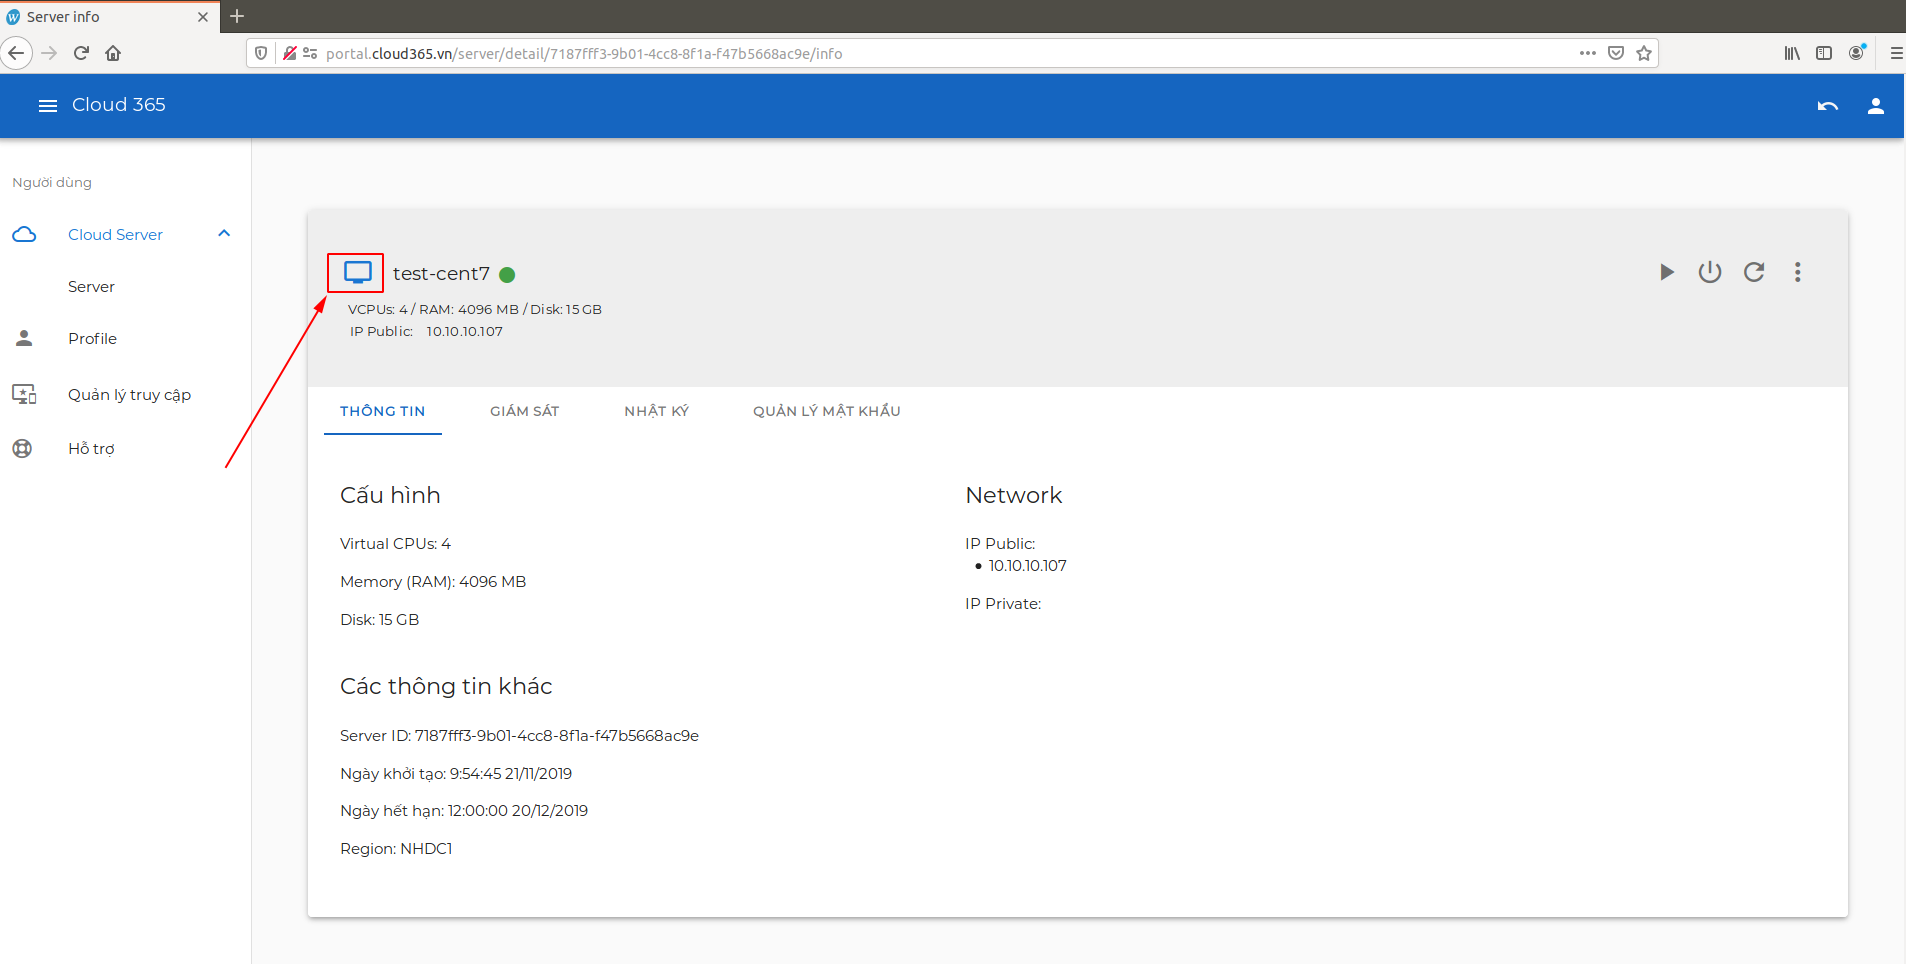 Server info
portal.cloud365.vn/server/detail/7187fff3-9b01-4cc8-8f1a-f47b5668ac9e/info
Cloud 365
Người dùng
Cloud Server
Server
Profile
Quản lý truy cập
Hỗ trợ
test-cent7
VCPUs: 4 / RAM: 4096 MB / Disk: 15 GB
IP Public: 10.10.10.107
THÔNG TIN GIÁM SÁT NHẬT KÝ QUẢN LÝ MẬT KHẨU
Cấu hình
Virtual CPUs: 4
Memory (RAM): 4096 MB
Disk: 15 GB
Network
IP Public:
10.10.10.107
IP Private:
Các thông tin khác
Server ID: 7187fff3-9b01-4cc8-8f1a-f47b5668ac9e
Ngày khởi tạo: 9:54:45 21/11/2019
Ngày hết hạn: 12:00:00 20/12/2019
Region: NHDC1